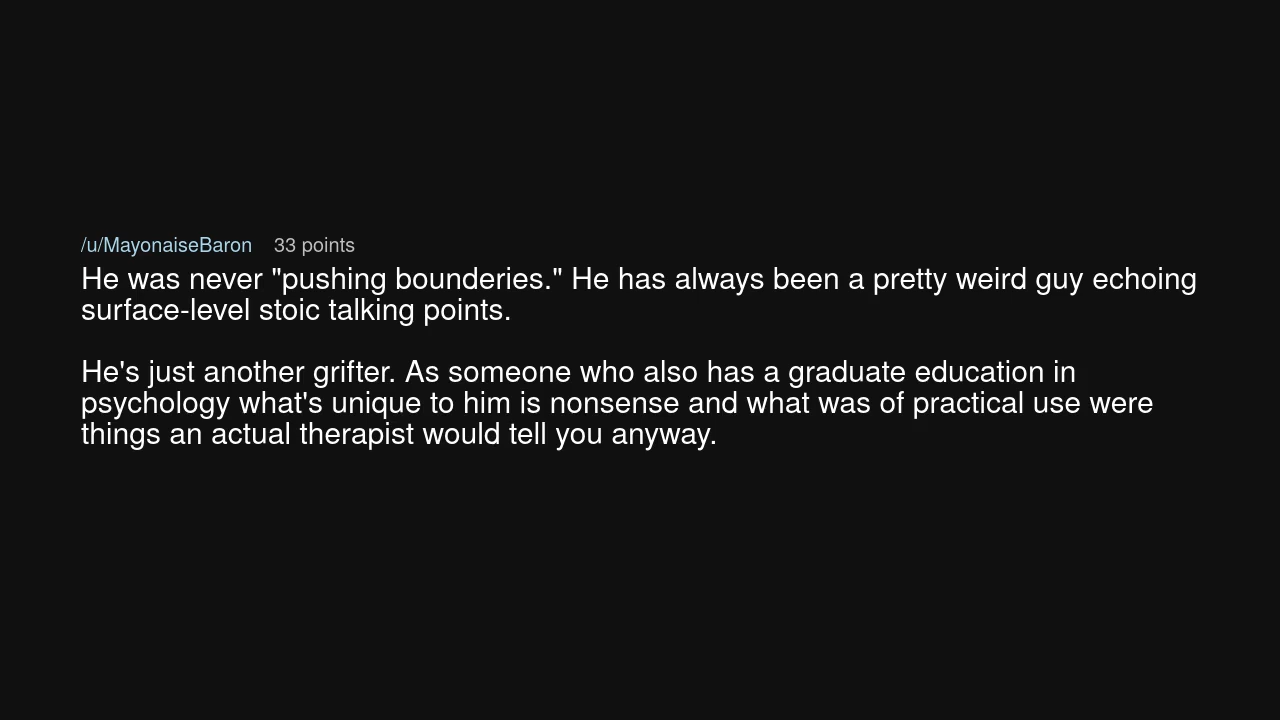 /u/MayonaiseBaron 33 points
He was never "pushing bounderies." He has always been a pretty weird guy echoing
surface-level stoic talking points.
He's just another grifter. As someone who also has a graduate education in
psychology what's unique to him is nonsense and what was of practical use were
things an actual therapist would tell you anyway.